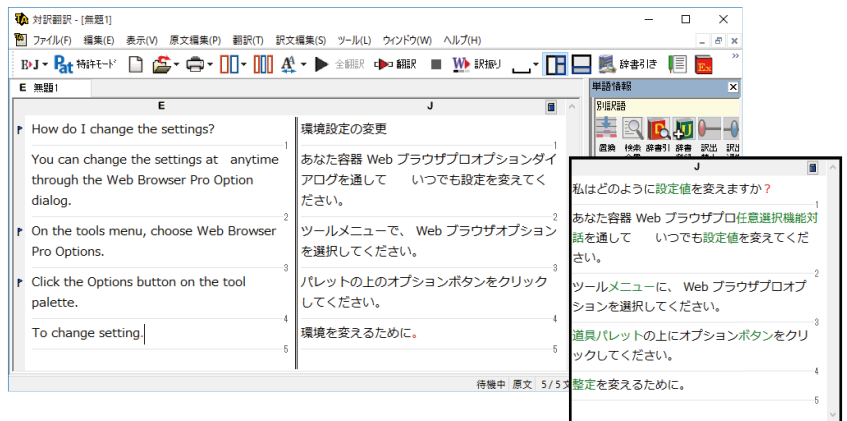 対訳翻訳 - [無題1]
ファイル(F) 編集(E) 表示(V) 原文編集(P) 翻訳(T) 訳文編集(S) ツール(L) ウィンドウ(W) ヘルプ(H)
E▸J Pat 特許モード 全翻訳 翻訳 訳振り 辞書引き Ex
E 無題1
単語情報
別訳語
置換 検索 辞書引 辞書 訳出
E
J
How do I change the settings?
1
You can change the settings at anytime
through the Web Browser Pro Option
dialog.
2
On the tools menu, choose Web Browser
Pro Options.
3
Click the Options button on the tool
palette.
4
To change setting.
5
環境設定の変更
1
あなた容器 Web ブラウザプロオプションダイ
アログを通して いつでも設定を変えてく
ださい。
2
ツールメニューで、 Web ブラウザオプション
を選択してください。
3
パレットの上のオプションボタンをクリック
してください。
4
環境を変えるために。
5
待機中 原文 5/5文
J
私はどのように設定値を変えますか？
1
あなた容器 Web ブラウザプロ任意選択機能対
話を通して いつでも設定値を変えてくだ
さい。
2
ツールメニューに、 Web ブラウザプロオプ
ションを選択してください。
3
道具パレットの上にオプションボタンをクリ
ックしてください。
4
整定を変えるために。
5